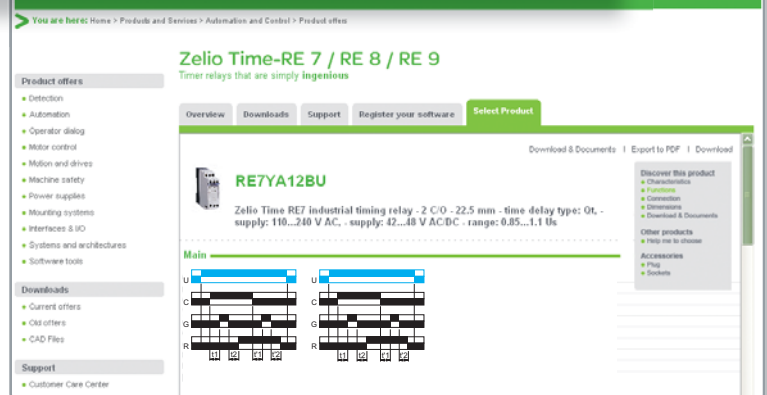 You are here: Home > Products and Services > Automation and Control > Product offers
Zelio Time-RE 7 / RE 8 / RE 9
Timer relays that are simply ingenious
Product offers
Detection
Automation
Operator dialog
Motor control
Motion and drives
Machine safety
Power supplies
Mounting systems
Interfaces & I/O
Systems and architectures
Software tools
Downloads
Current offers
Old offers
CAD Files
Support
Customer Care Center
Overview Downloads Support Register your software Select Product
Download & Documents | Export to PDF | Download
RE7YA12BU
Zelio Time RE7 industrial timing relay - 2 C/O - 22.5 mm - time delay type: Qt, -
supply: 110...240 V AC, - supply: 42...48 V AC/DC - range: 0.85...1.1 Us
Discover this product
Characteristics
Functions
Connection
Dimensions
Download & Documents
Other products
Help me to choose
Accessories
Plug
Sockets
Main
U U
C C
G G
R R
t1 t2 t'1 t'2 t1 t2 t'1 t'2